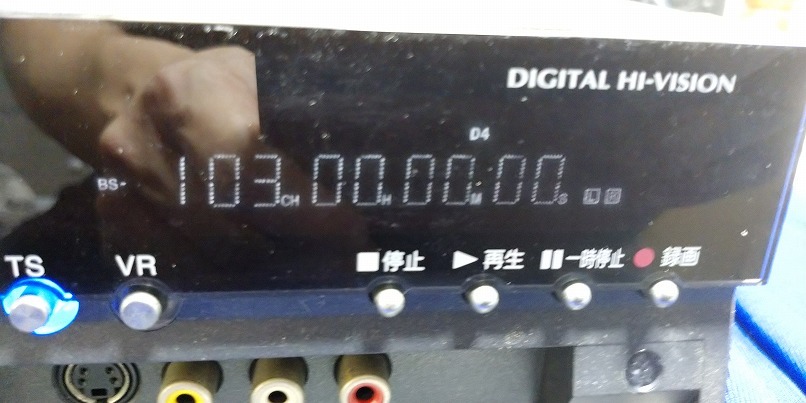 DIGITAL HI-VISION
D4
BS- 103CH 00H 00M 00S L R
TS VR ■停止 ▶再生 ❚❚一時停止 ●録画